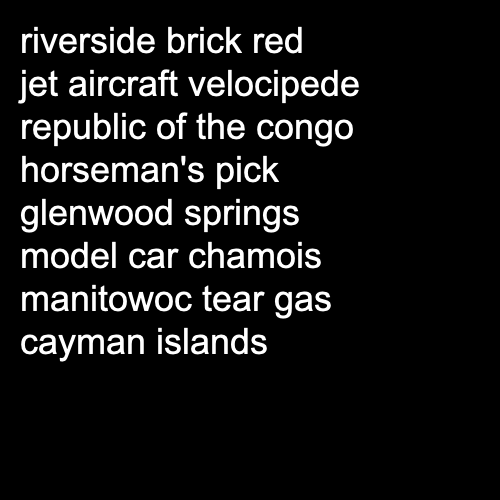 riverside brick red
jet aircraft velocipede
republic of the congo
horseman's pick
glenwood springs
model car chamois
manitowoc tear gas
cayman islands